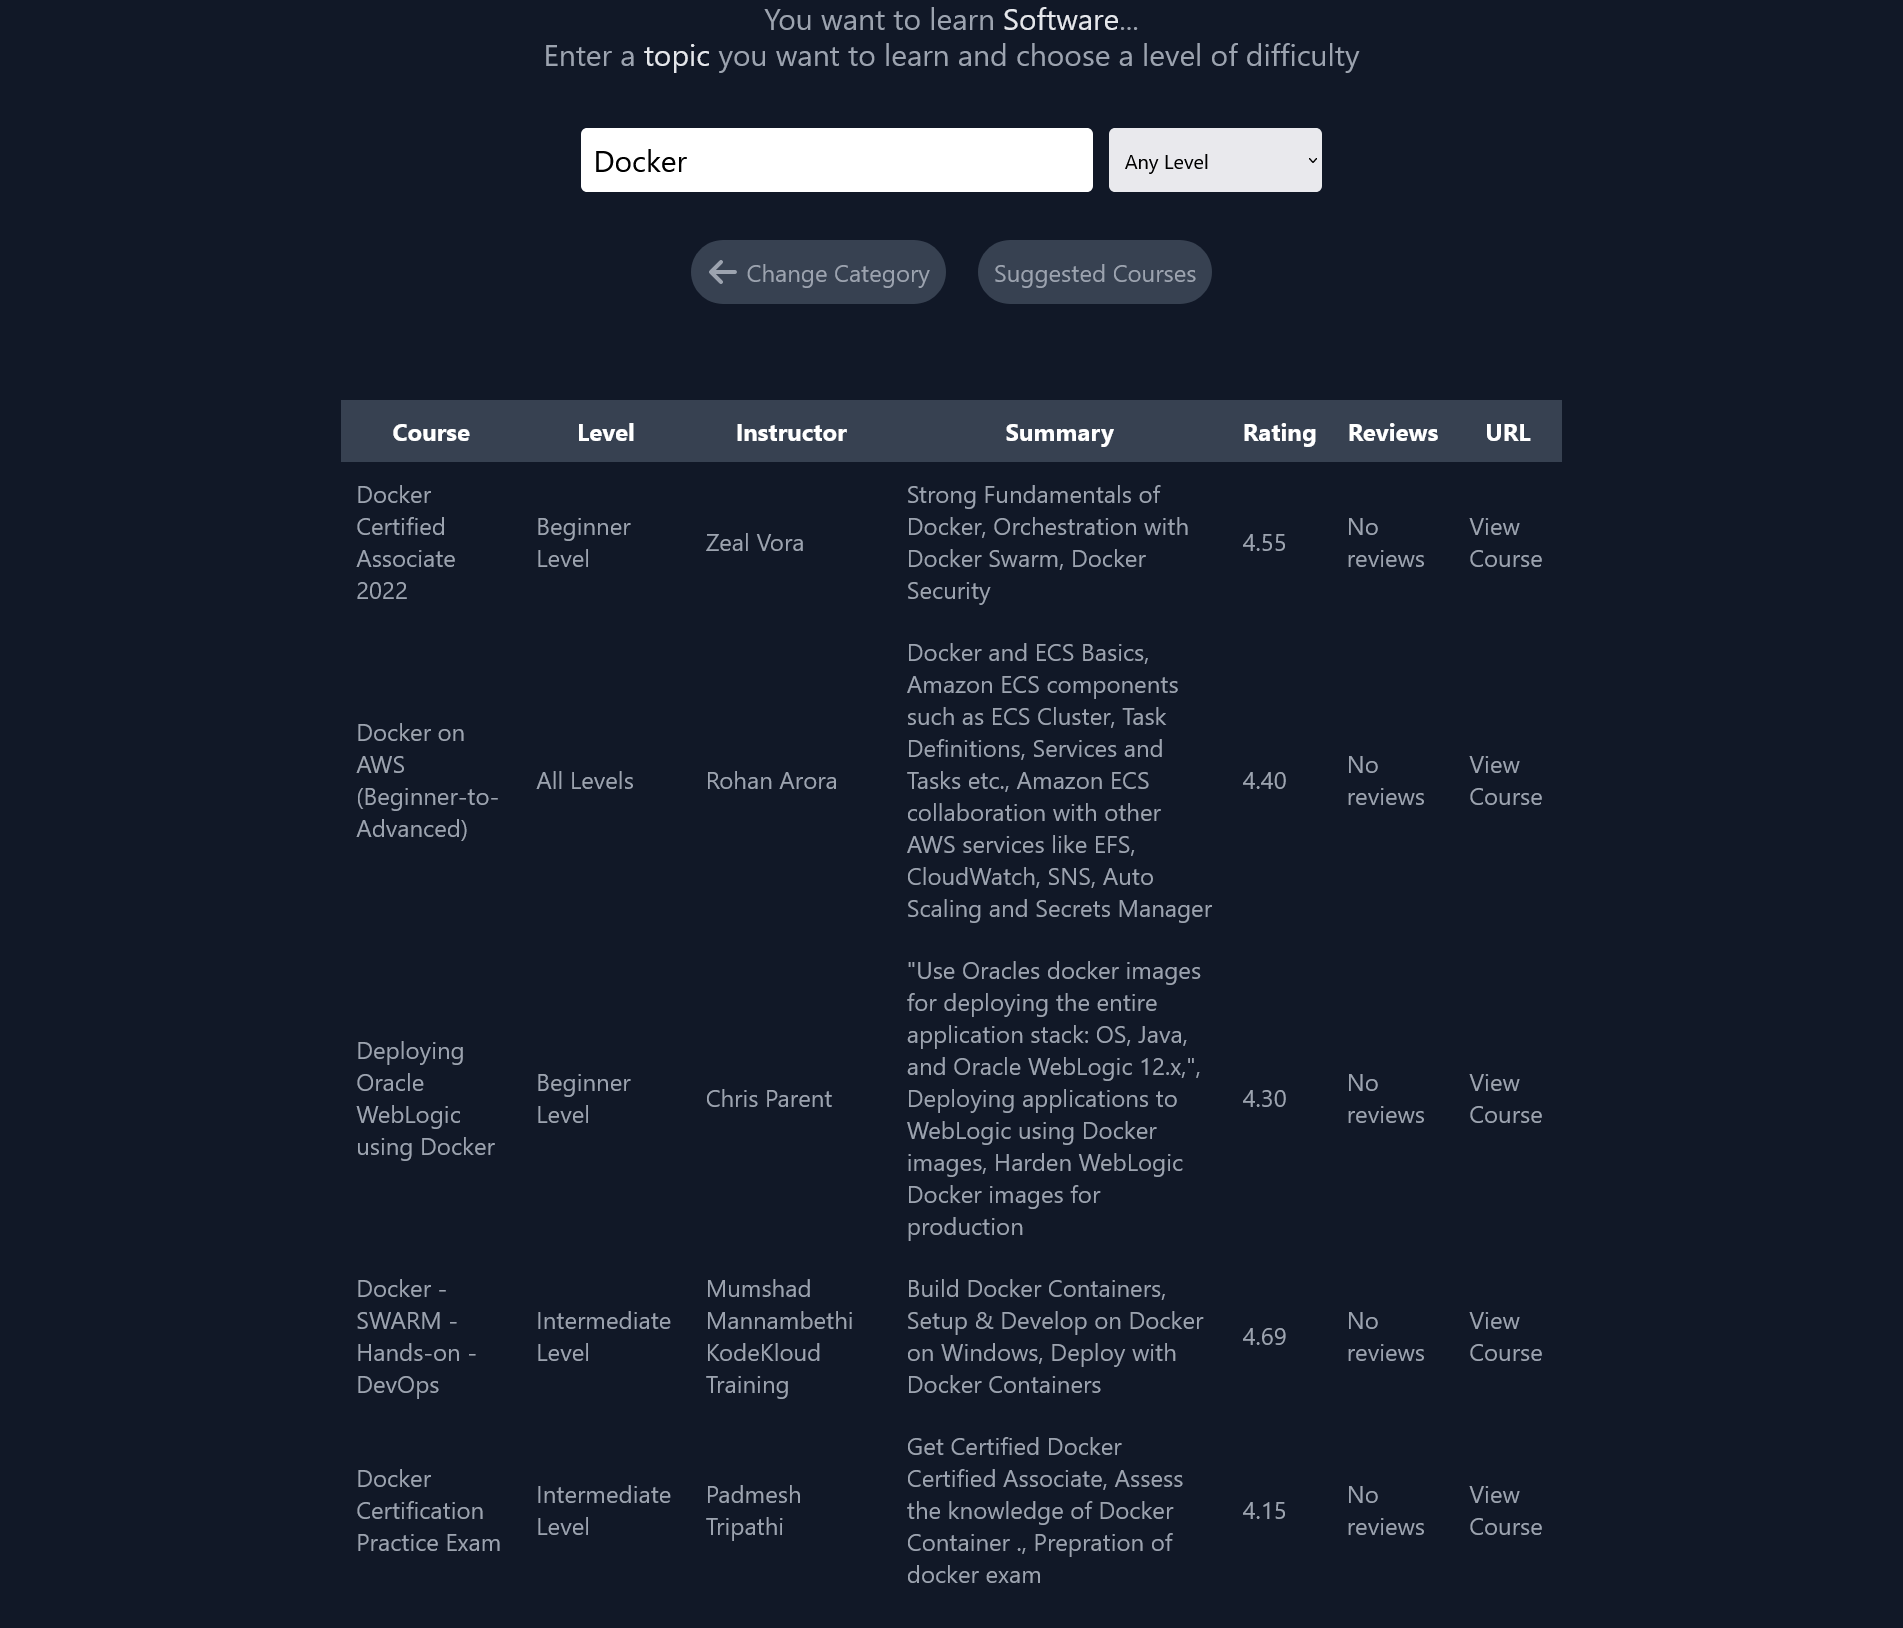 You want to learn Software...
Enter a topic you want to learn and choose a level of difficulty
Docker
Any Level
Change Category
Suggested Courses
Course Level Instructor Summary Rating Reviews URL
Docker
Certified
Associate
2022
Beginner
Level
Zeal Vora
Strong Fundamentals of
Docker, Orchestration with
Docker Swarm, Docker
Security
4.55
No
reviews
View
Course
Docker on
AWS
(Beginner-to-
Advanced)
All Levels
Rohan Arora
Docker and ECS Basics,
Amazon ECS components
such as ECS Cluster, Task
Definitions, Services and
Tasks etc., Amazon ECS
collaboration with other
AWS services like EFS,
CloudWatch, SNS, Auto
Scaling and Secrets Manager
4.40
No
reviews
View
Course
Deploying
Oracle
WebLogic
using Docker
Beginner
Level
Chris Parent
"Use Oracles docker images
for deploying the entire
application stack: OS, Java,
and Oracle WebLogic 12.x,",
Deploying applications to
WebLogic using Docker
images, Harden WebLogic
Docker images for
production
4.30
No
reviews
View
Course
Docker -
SWARM -
Hands-on -
DevOps
Intermediate
Level
Mumshad
Mannambethi
KodeKloud
Training
Build Docker Containers,
Setup & Develop on Docker
on Windows, Deploy with
Docker Containers
4.69
No
reviews
View
Course
Docker
Certification
Practice Exam
Intermediate
Level
Padmesh
Tripathi
Get Certified Docker
Certified Associate, Assess
the knowledge of Docker
Container ., Prepration of
docker exam
4.15
No
reviews
View
Course